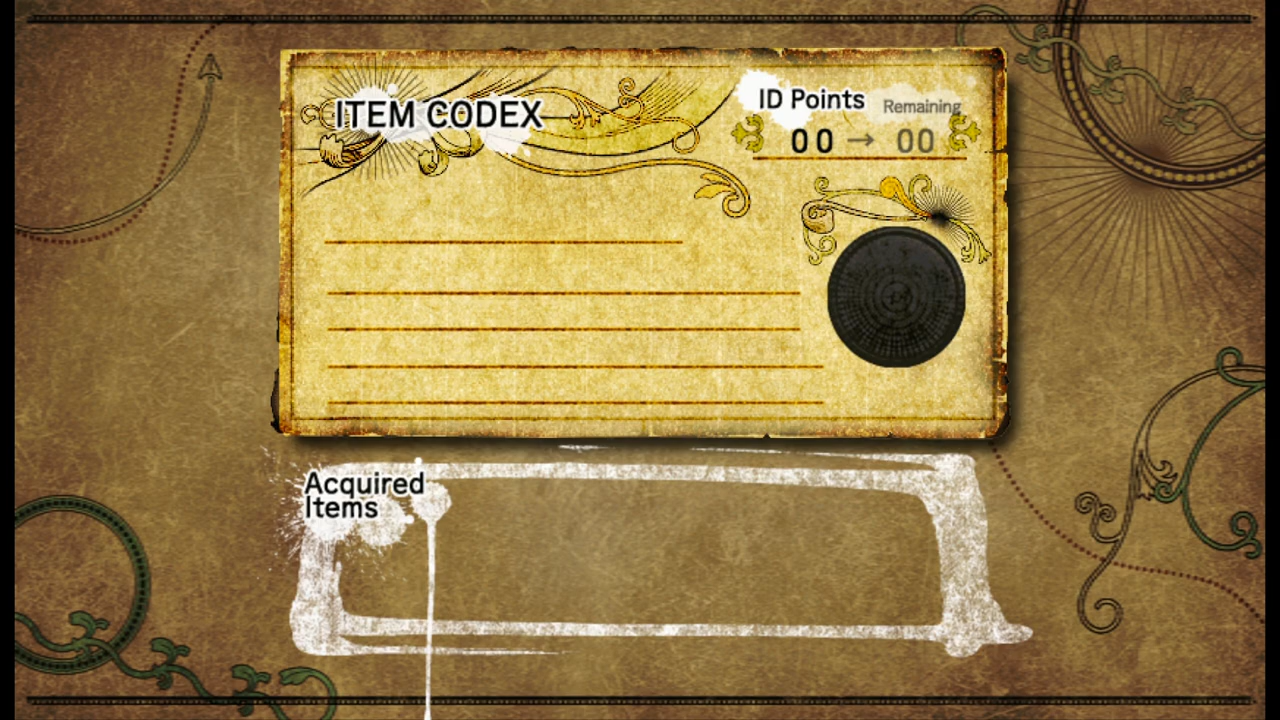 ITEM CODEX
ID Points
Remaining
00 → 00
Acquired
Items